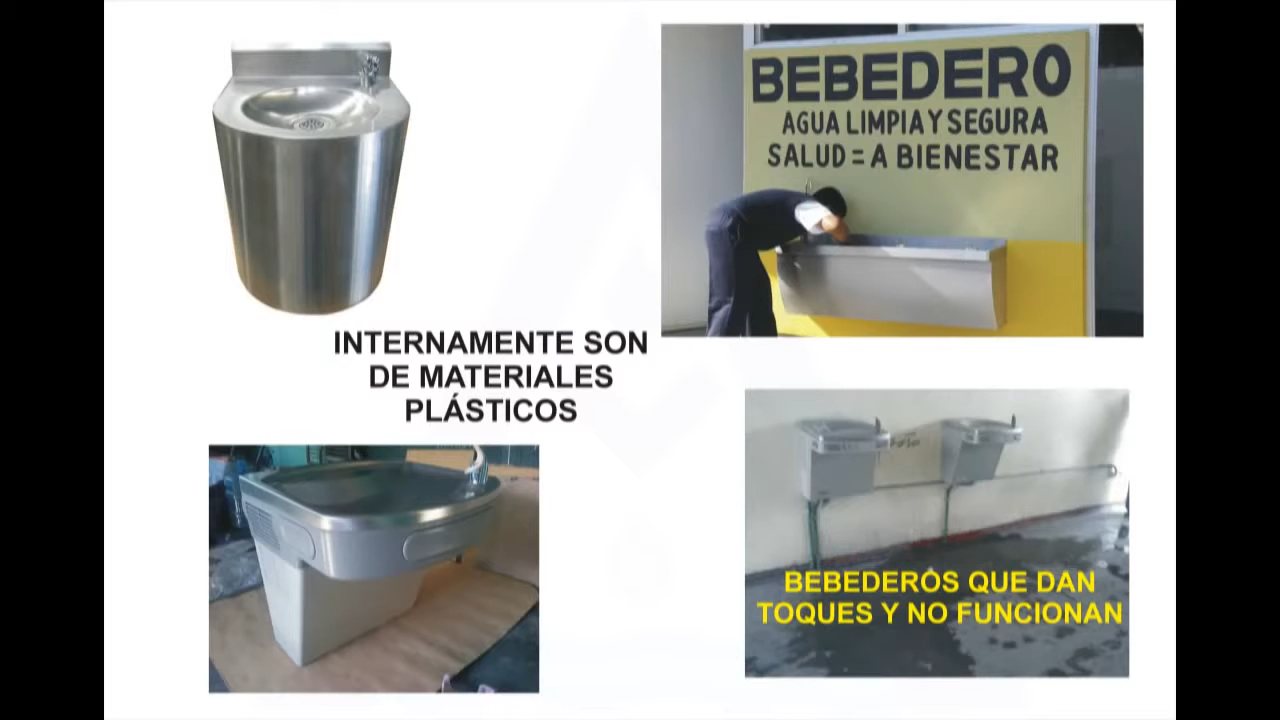 BEBEDERO
AGUA LIMPIA Y SEGURA
SALUD = A BIENESTAR
INTERNAMENTE SON
DE MATERIALES
PLÁSTICOS
BEBEDEROS QUE DAN
TOQUES Y NO FUNCIONAN